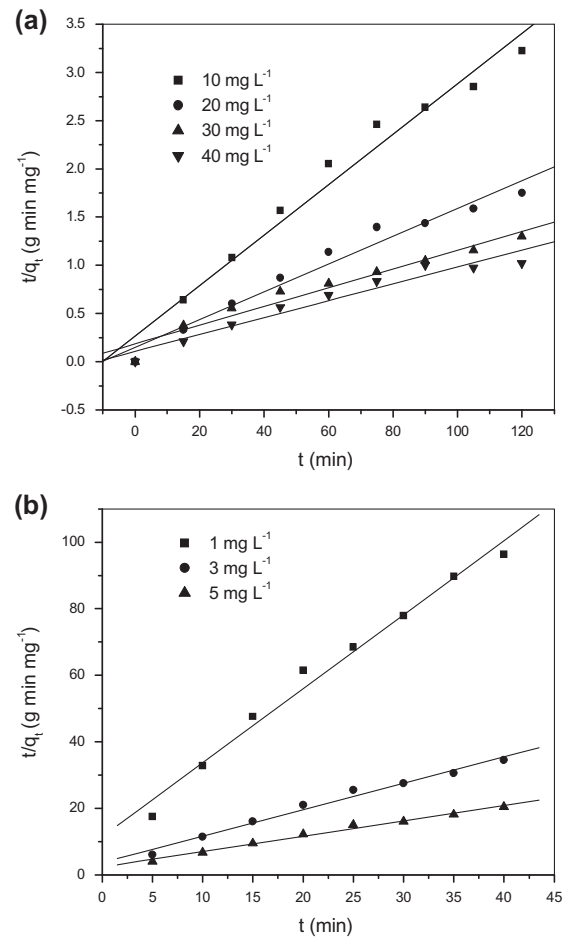 (a)
3.5
3.0
2.5
2.0
1.5
1.0
0.5
0.0
-0.5
t/qt (g min mg-1)
10 mg L-1
20 mg L-1
30 mg L-1
40 mg L-1
0 20 40 60 80 100 120
t (min)
(b)
100
80
60
40
20
0
t/qt (g min mg-1)
1 mg L-1
3 mg L-1
5 mg L-1
0 5 10 15 20 25 30 35 40 45
t (min)